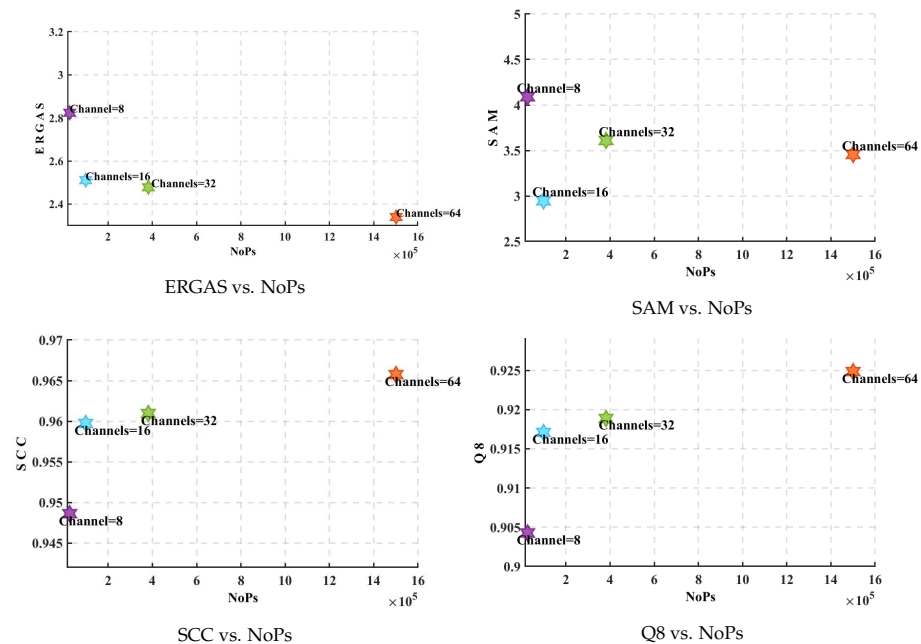 3.2
3
2.8
2.6
2.4
ERGAS
Channel=8
Channels=16
Channels=32
Channels=64
2 4 6 8 10 12 14 16
NoPs
×10^5
ERGAS vs. NoPs
5
4.5
4
3.5
3
2.5
SAM
Channel=8
Channels=32
Channels=64
Channels=16
2 4 6 8 10 12 14 16
NoPs
×10^5
SAM vs. NoPs
0.97
0.965
0.96
0.955
0.95
0.945
SCC
Channels=64
Channels=32
Channels=16
Channel=8
2 4 6 8 10 12 14 16
NoPs
×10^5
SCC vs. NoPs
0.925
0.92
0.915
0.91
0.905
0.9
Q8
Channels=64
Channels=32
Channels=16
Channel=8
2 4 6 8 10 12 14 16
NoPs
×10^5
Q8 vs. NoPs